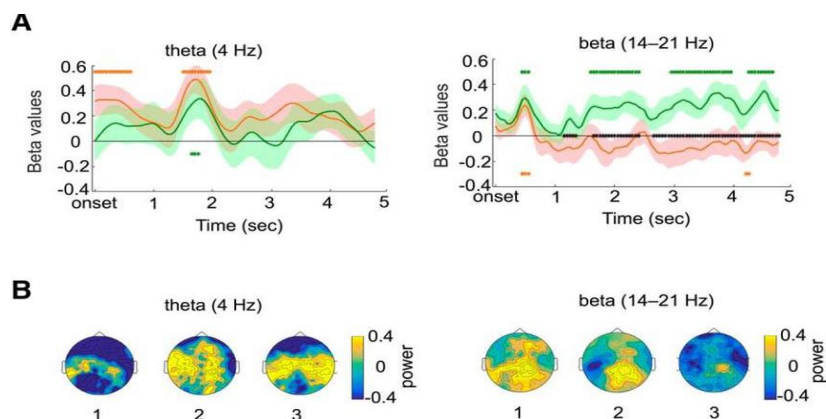 A
theta (4 Hz)
beta (14–21 Hz)
Beta values
0.6
0.4
0.2
0
-0.2
-0.4
onset
1
2
3
4
5
Time (sec)
Beta values
0.6
0.4
0.2
0
-0.2
-0.4
onset
1
2
3
4
5
Time (sec)
B
theta (4 Hz)
beta (14–21 Hz)
0.4
-0.4
power
1
2
3
0.4
-0.4
power
1
2
3